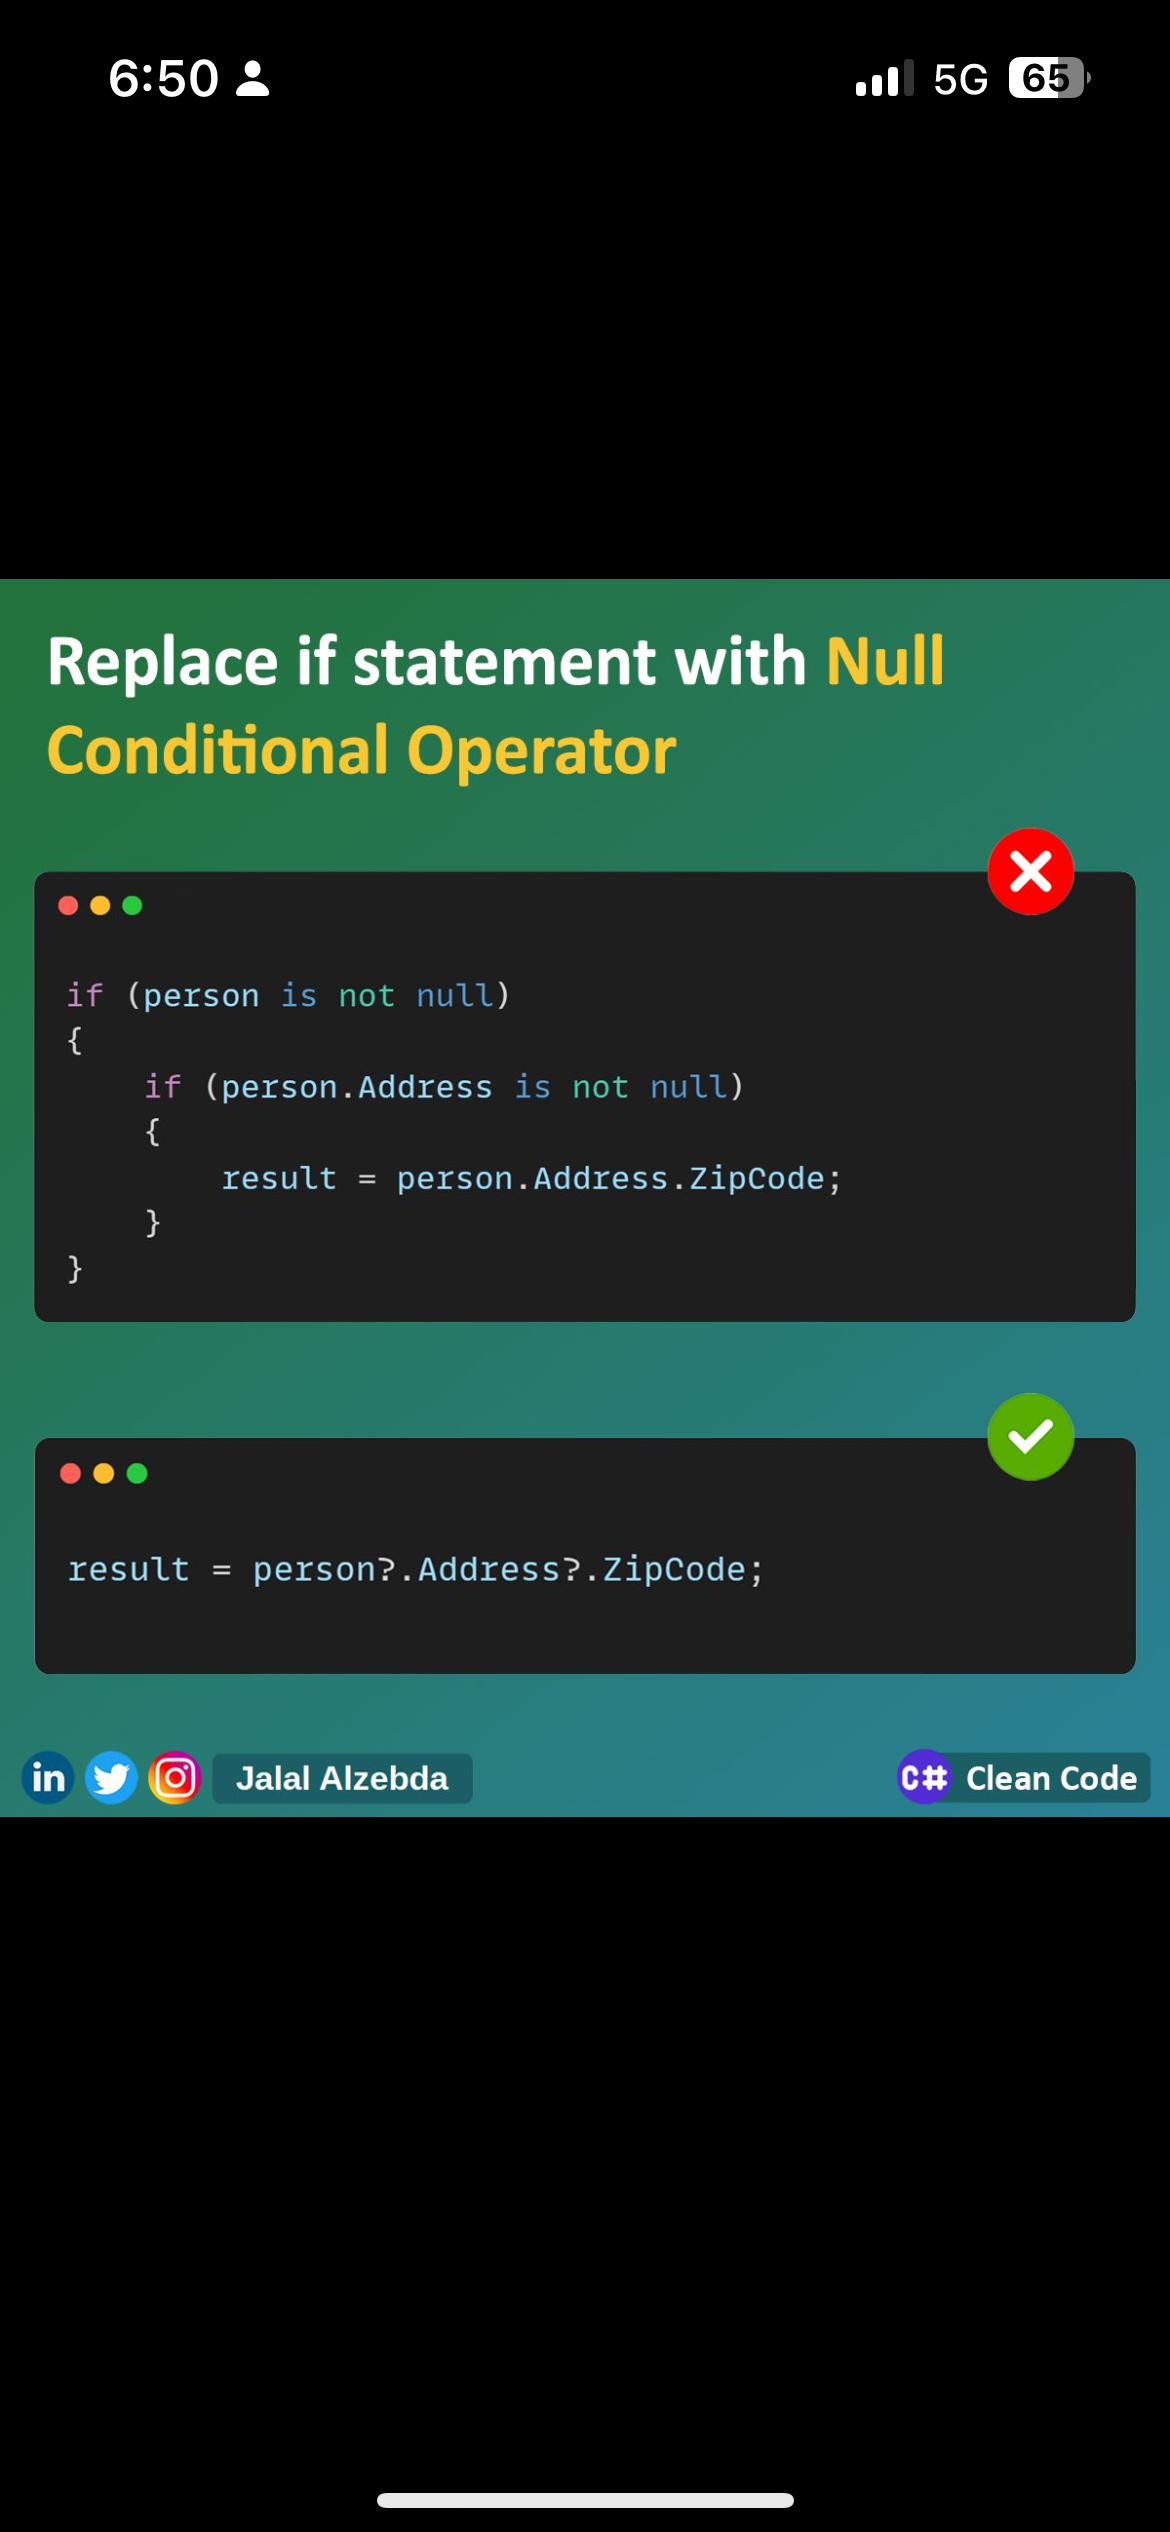 6:50 5G 65
Replace if statement with Null
Conditional Operator
if (person is not null)
{
    if (person.Address is not null)
    {
        result = person.Address.ZipCode;
    }
}
result = person?.Address?.ZipCode;
in Jalal Alzebda C# Clean Code